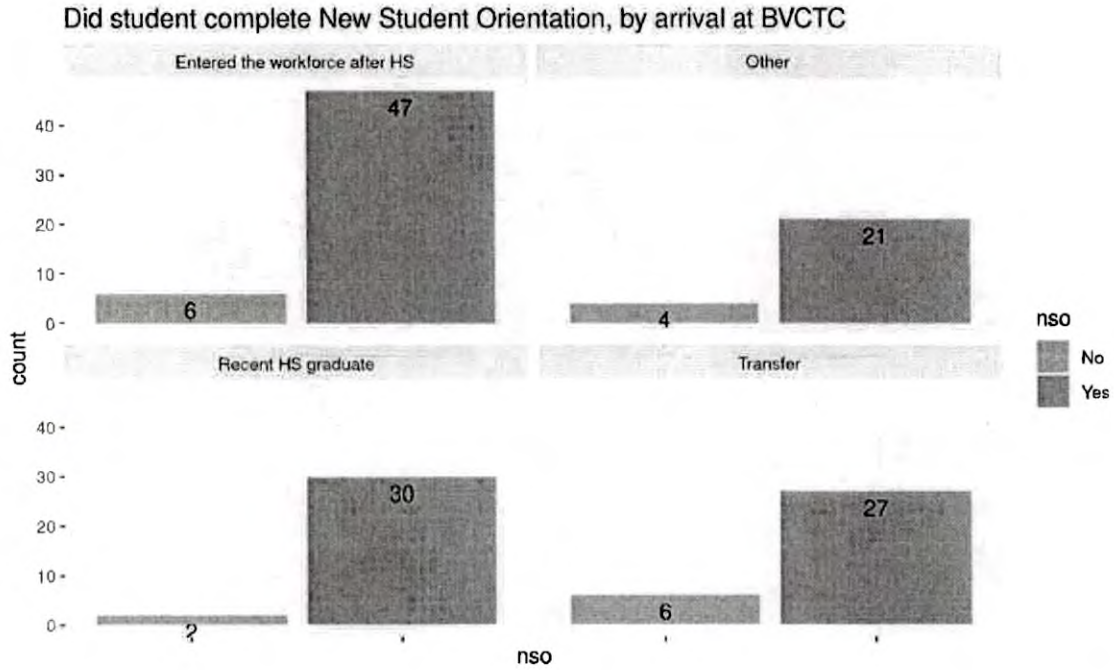 Did student complete New Student Orientation, by arrival at BVCTC
Entered the workforce after HS
Other
40
30
20
10
0
6
47
4
21
count
Recent HS graduate
Transfer
40
30
20
10
0
2
30
6
27
nso
nso
No
Yes